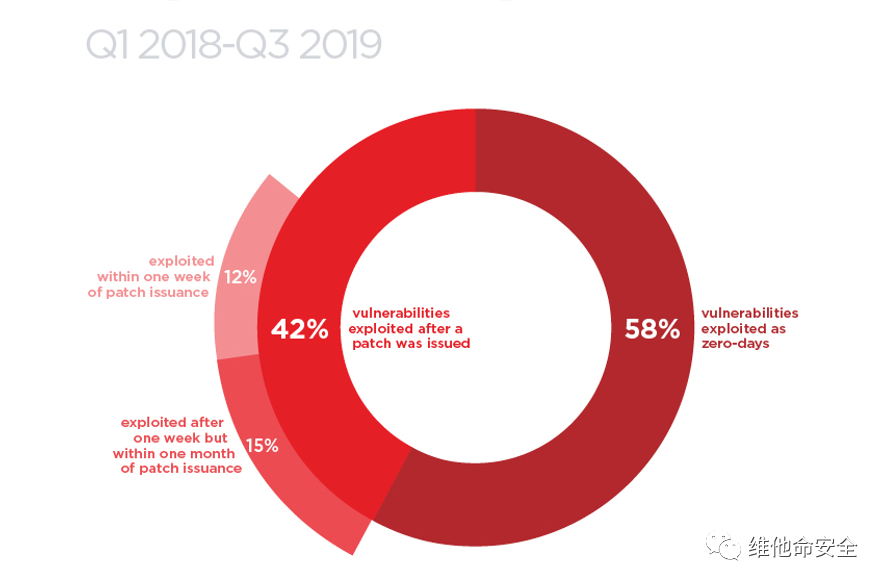 Q1 2018-Q3 2019
exploited
within one week
of patch issuance
12%
42%
vulnerabilities
exploited after a
patch was issued
58%
vulnerabilities
exploited as
zero-days
exploited after
one week but
within one month
of patch issuance
15%
维他命安全